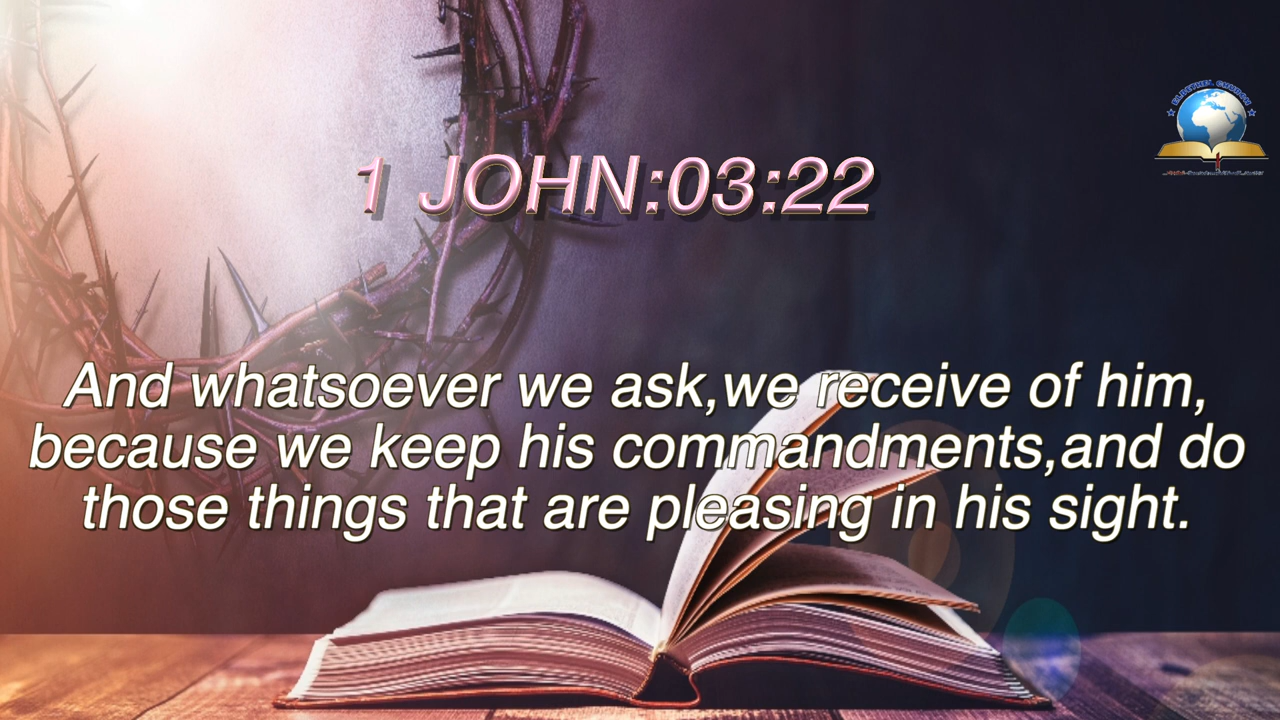 1 JOHN:03:22
And whatsoever we ask,we receive of him,
because we keep his commandments,and do
those things that are pleasing in his sight.